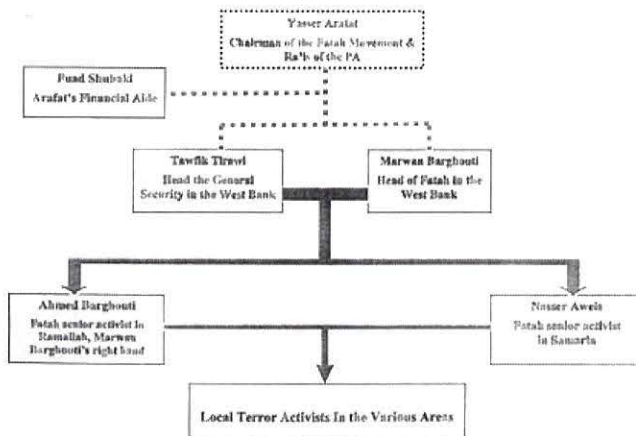 Yasser Arafat
Chairman of the Fatah Movement &
Ra'is of the PA
Fuad Shubaki
Arafat's Financial Aide
Tawfik Tirawi
Head the General
Security in the West Bank
Marwan Barghouti
Head of Fatah in the
West Bank
Ahmed Barghouti
Fatah senior activist in
Ramallah, Marwan
Barghouti's right hand
Nasser Aweis
Fatah senior activist
in Samaria
Local Terror Activists In the Various Areas